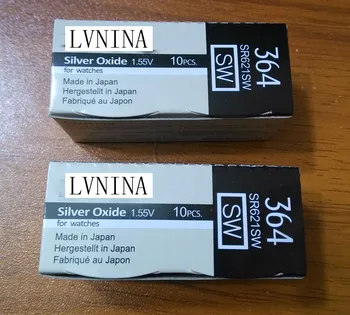 LVNINA
Silver Oxide 1.55V 10PCS.
for watches
Made in Japan
Hergestellt in Japan
Fabriqué au Japon
364
SR621SW
SW
LVNINA
Silver Oxide 1.55V 10PCS.
for watches
Made in Japan
Hergestellt in Japan
Fabriqué au Japon
364
SR621SW
SW